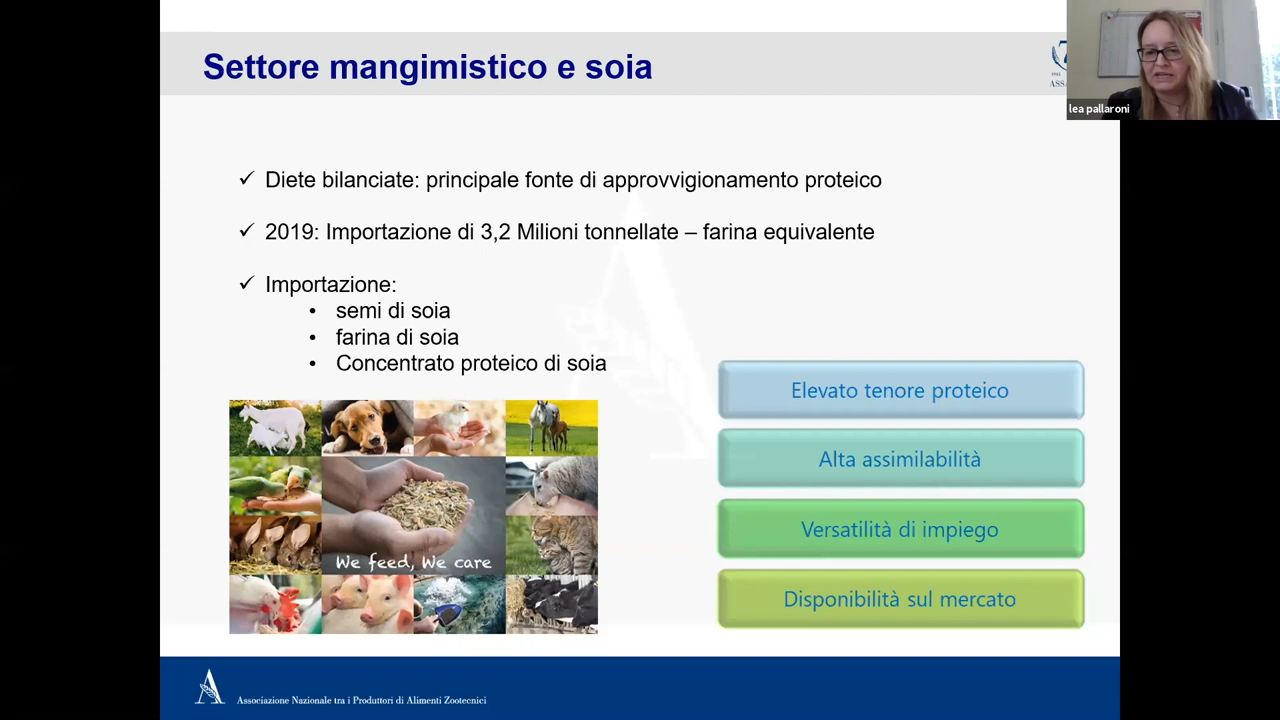 Settore mangimistico e soia
lea pallaroni
✓ Diete bilanciate: principale fonte di approvvigionamento proteico
✓ 2019: Importazione di 3,2 Milioni tonnellate – farina equivalente
✓ Importazione:
• semi di soia
• farina di soia
• Concentrato proteico di soia
Elevato tenore proteico
Alta assimilabilità
Versatilità di impiego
Disponibilità sul mercato
We feed, We care
Associazione Nazionale tra i Produttori di Alimenti Zootecnici